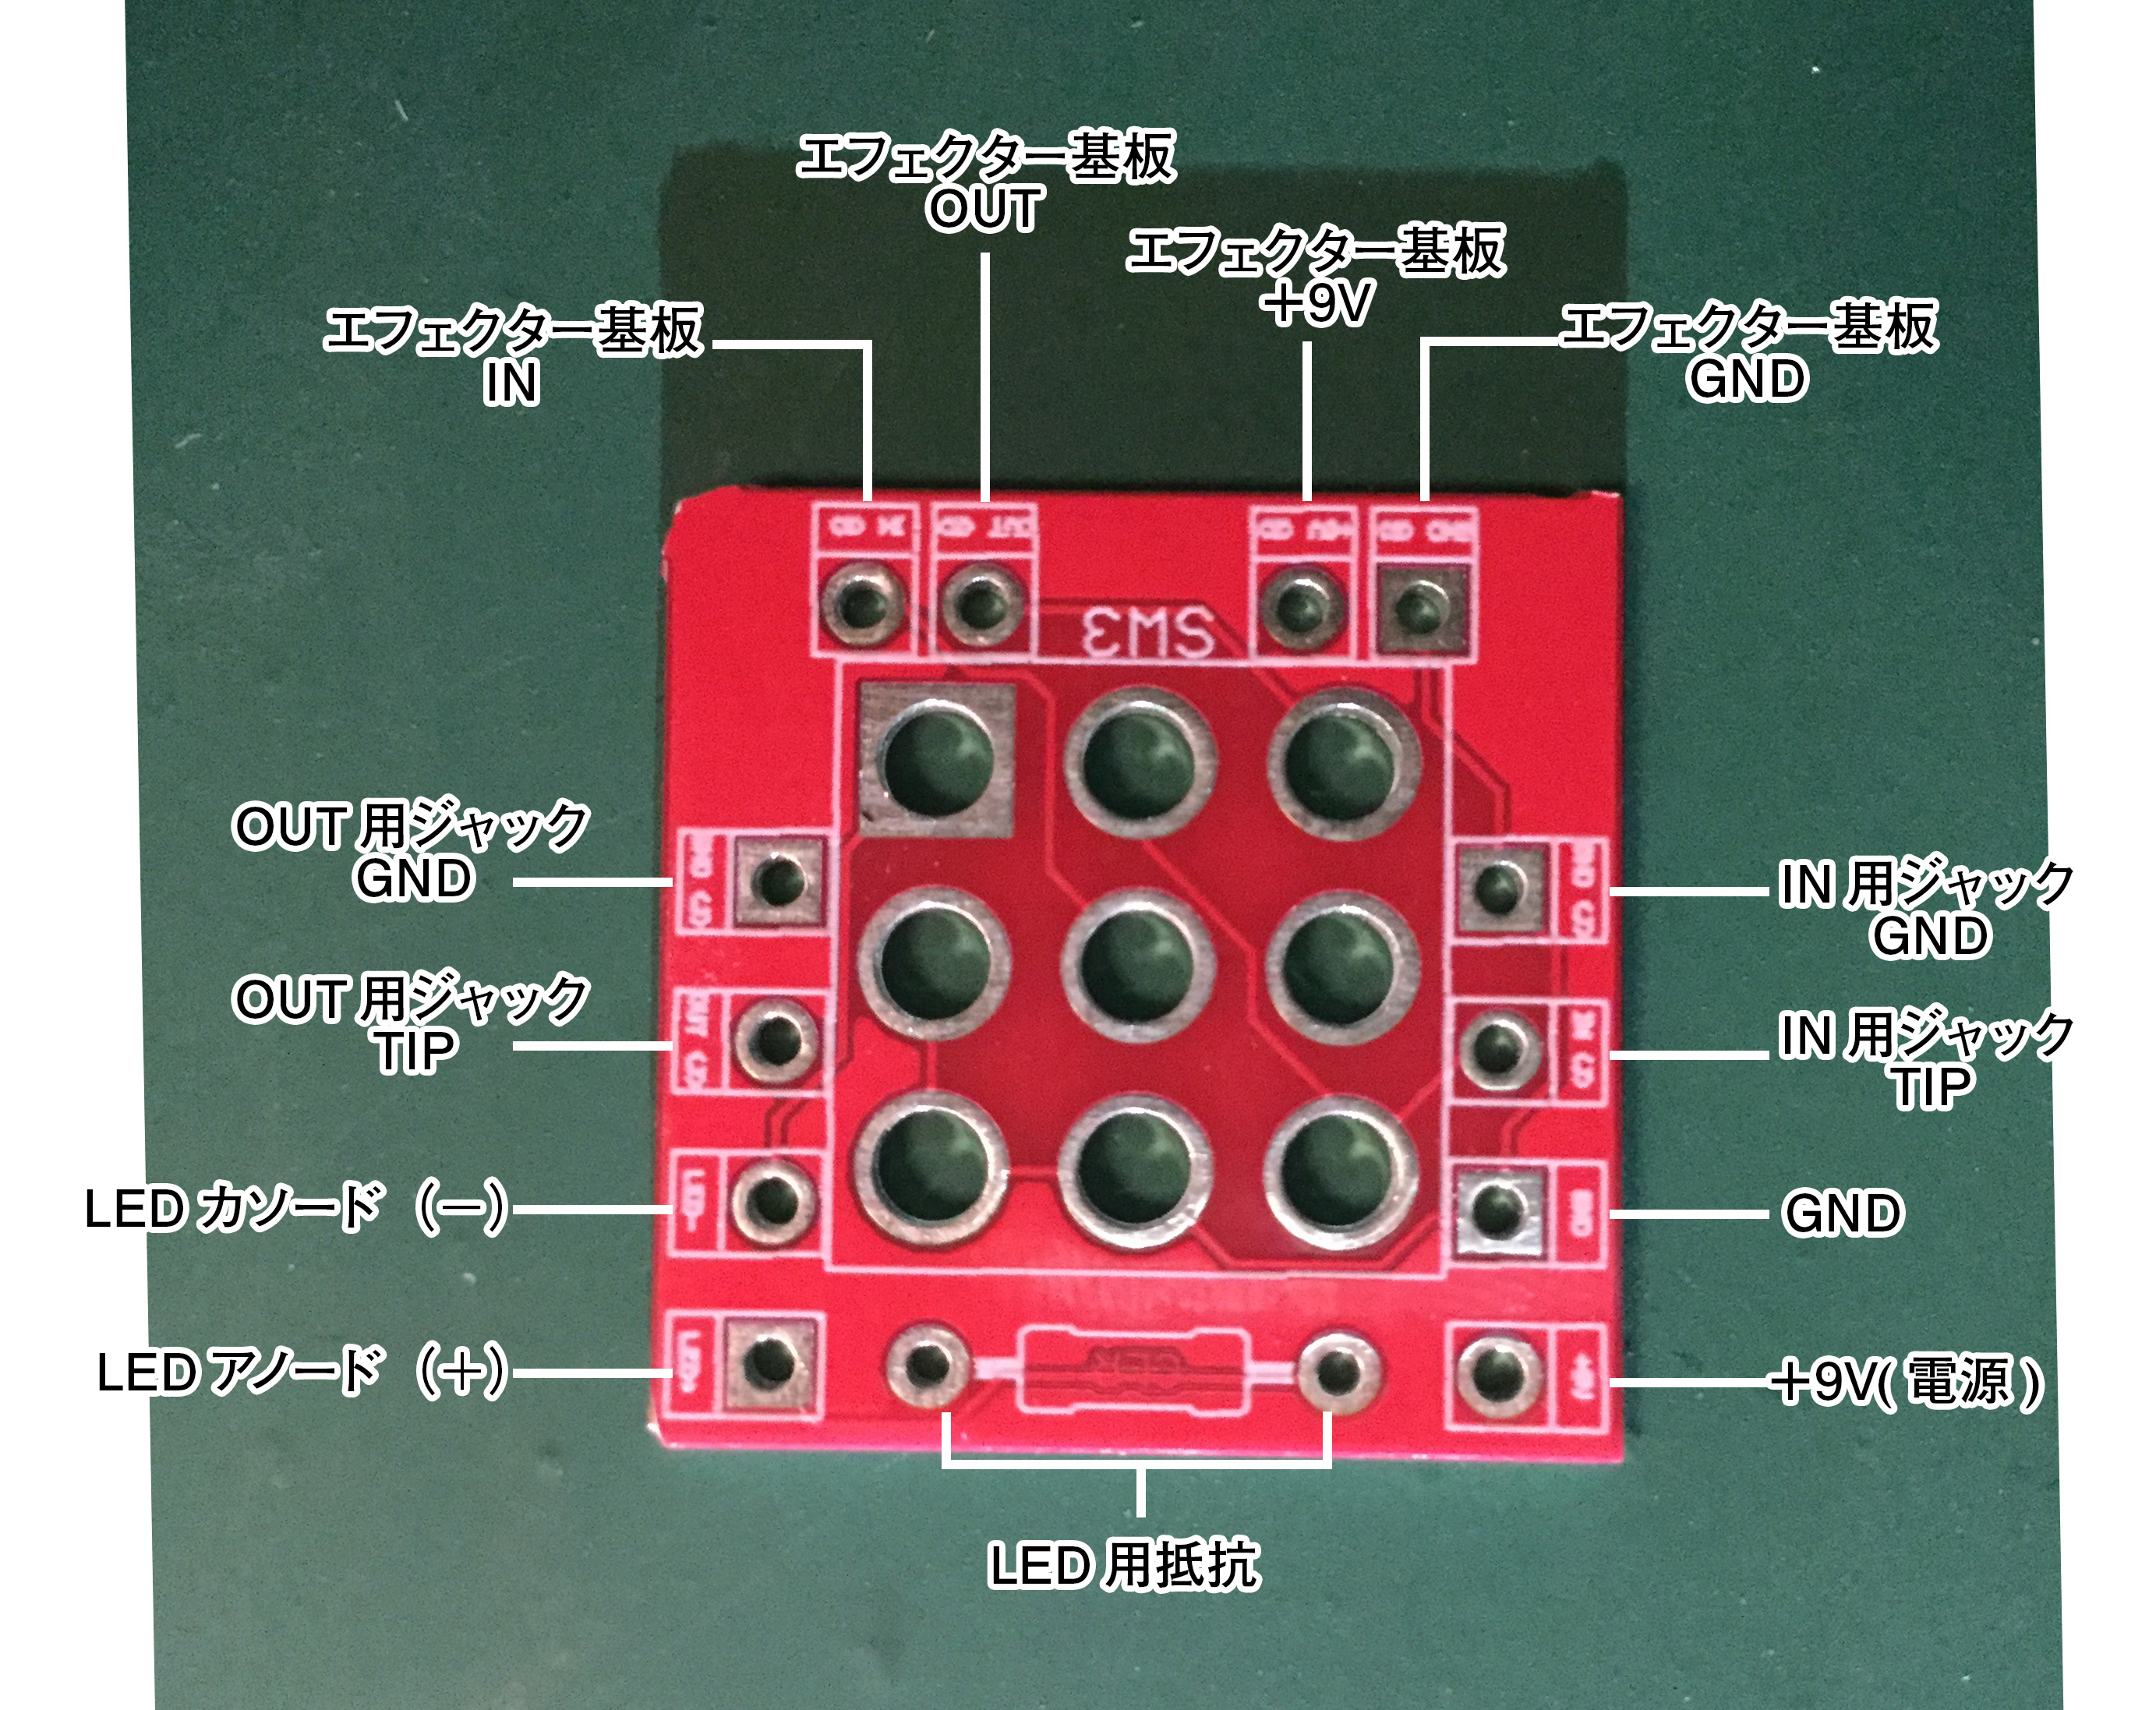 エフェクター基板
OUT
エフェクター基板
+9V
エフェクター基板
IN
エフェクター基板
GND
SW3
OUT 用ジャック
GND
IN 用ジャック
GND
OUT 用ジャック
TIP
IN 用ジャック
TIP
LED カソード（－）
GND
LED-
LED アノード（＋）
LED+
+9V
+9V( 電源 )
LED 用抵抗